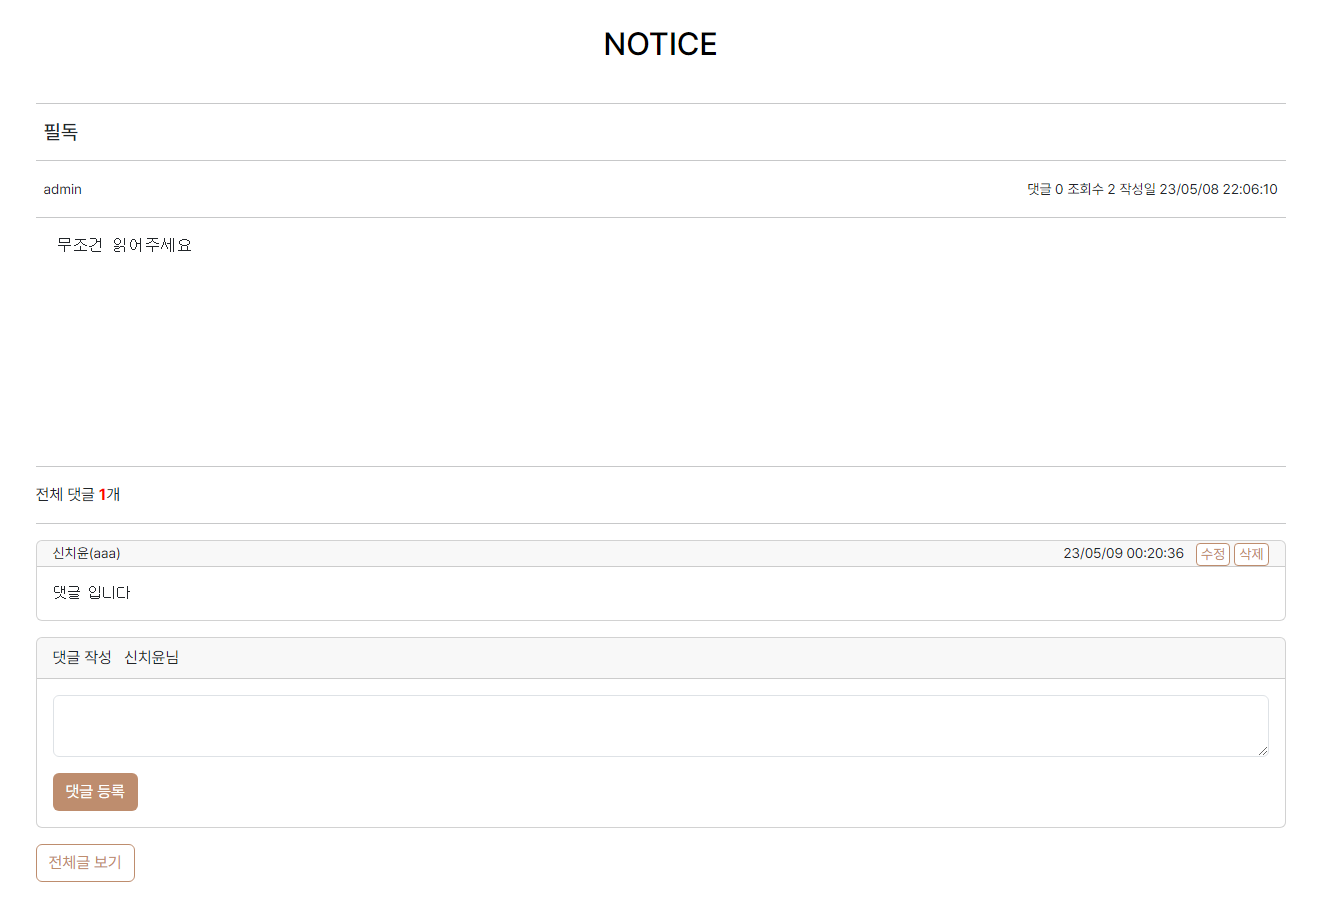 NOTICE
필독
admin 댓글 0 조회수 2 작성일 23/05/08 22:06:10
무조건 읽어주세요
전체 댓글 1개
신치윤(aaa) 23/05/09 00:20:36 수정 삭제
댓글 입니다
댓글 작성 신치윤님
댓글 등록
전체글 보기